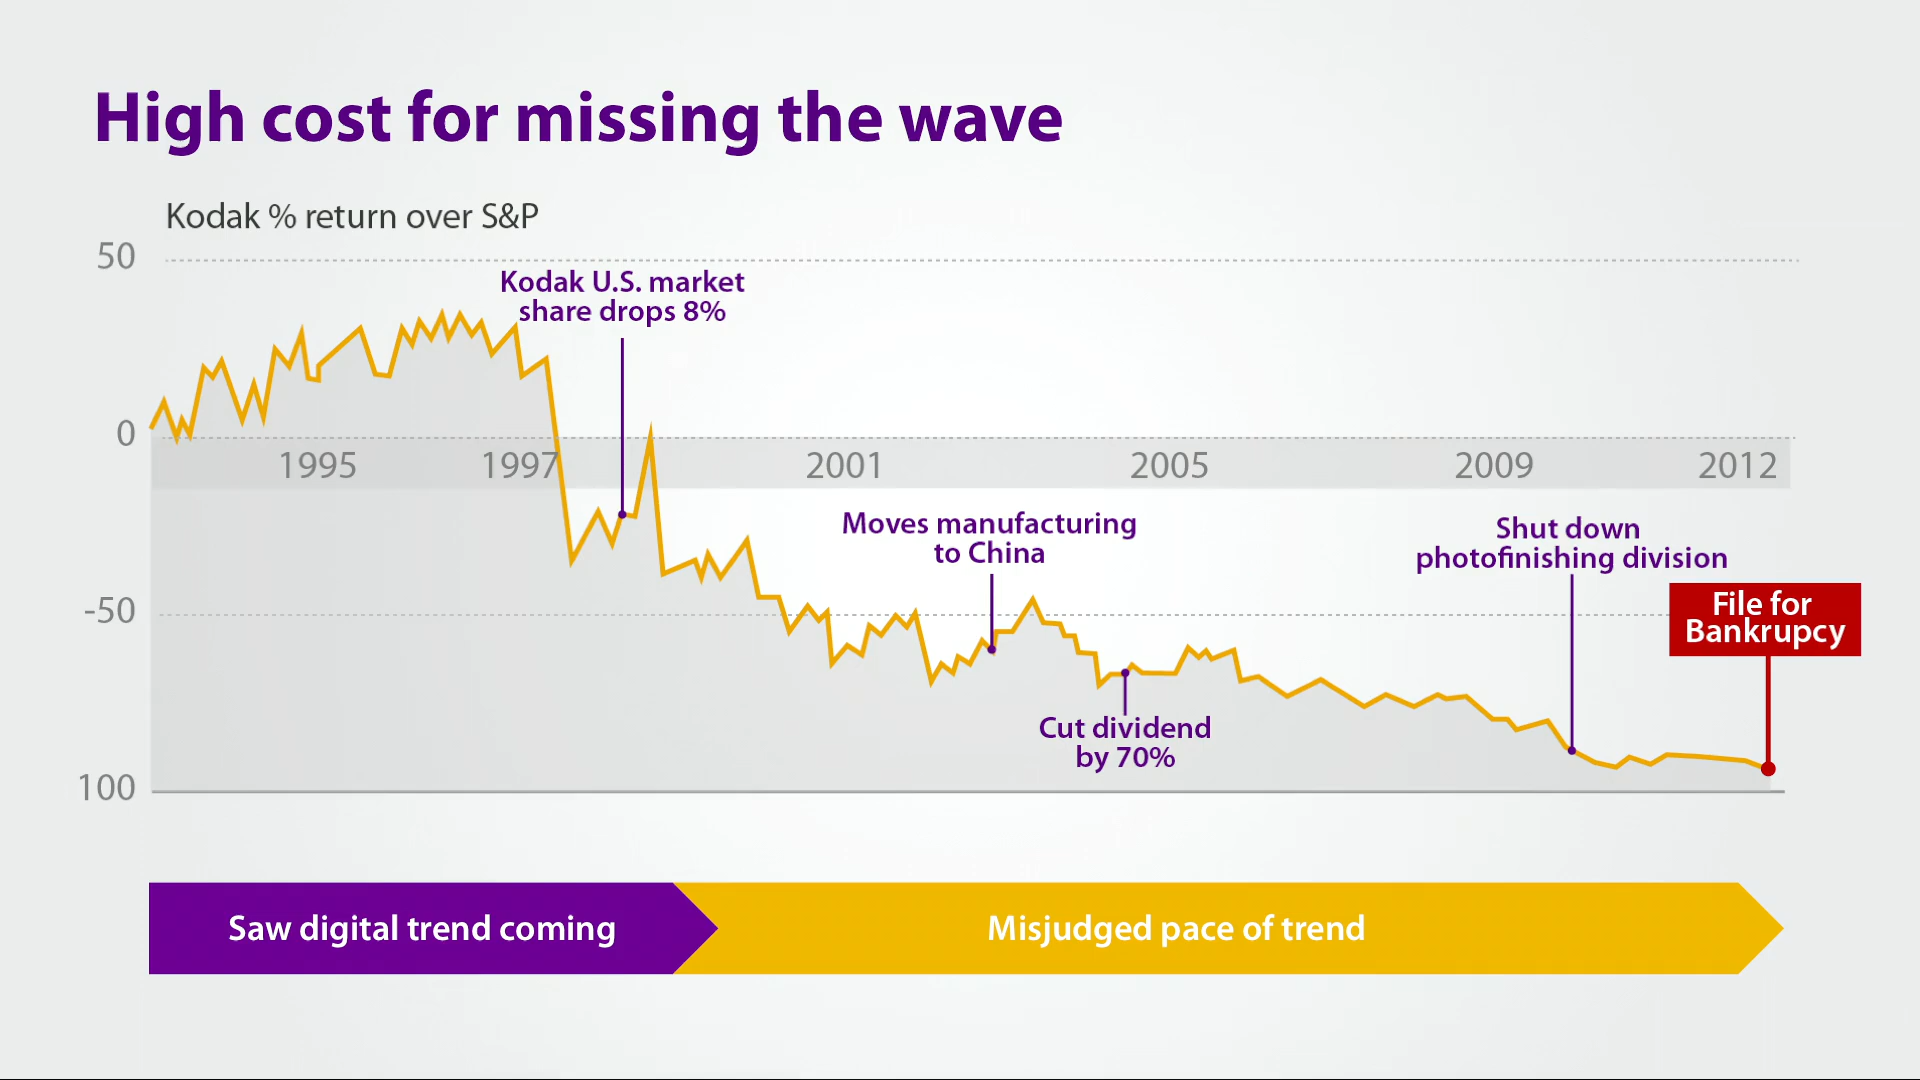 High cost for missing the wave
Kodak % return over S&P
50
Kodak U.S. market
share drops 8%
0
1995 1997 2001 2005 2009 2012
Moves manufacturing
to China
Shut down
photofinishing division
-50
File for
Bankrupcy
Cut dividend
by 70%
100
Saw digital trend coming
Misjudged pace of trend